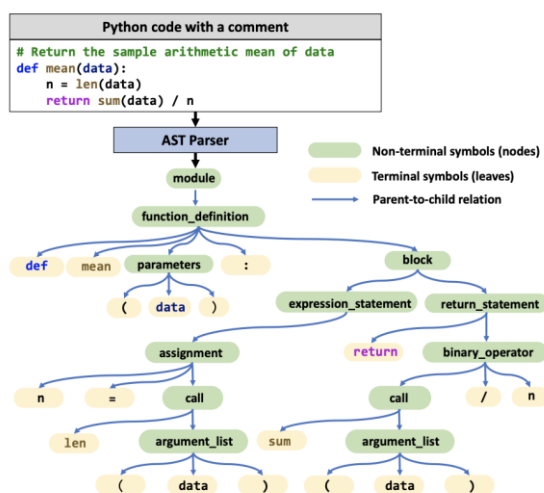 Python code with a comment
# Return the sample arithmetic mean of data
def mean(data):
n = len(data)
return sum(data) / n
AST Parser
Non-terminal symbols (nodes)
Terminal symbols (leaves)
Parent-to-child relation
module
function_definition
def mean parameters : block
( data ) expression_statement return_statement
assignment return binary_operator
n = call call / n
len argument_list sum argument_list
( data ) ( data )